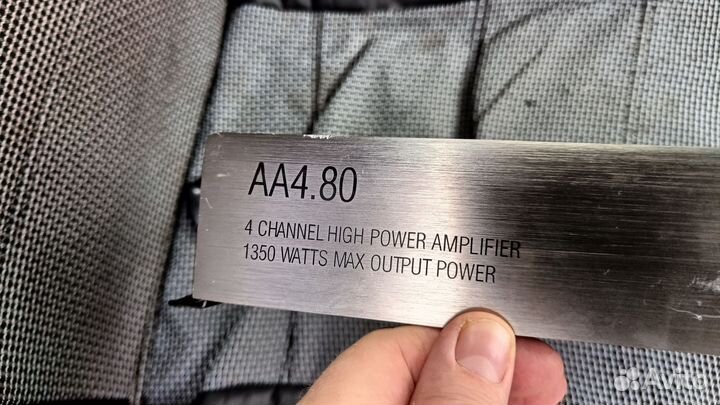 AA4.80
4 CHANNEL HIGH POWER AMPLIFIER
1350 WATTS MAX OUTPUT POWER
Avito